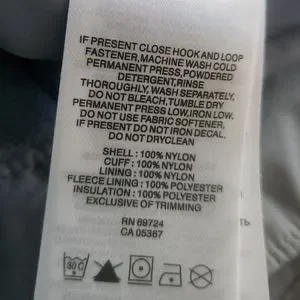 IF PRESENT CLOSE HOOK AND LOOP
FASTENER,MACHINE WASH COLD
PERMANENT PRESS,POWDERED
DETERGENT,RINSE
THOROUGHLY,WASH SEPARATELY,
DO NOT BLEACH,TUMBLE DRY
PERMANENT PRESS LOW,IRON LOW.
DO NOT USE FABRIC SOFTENER,
IF PRESENT DO NOT IRON DECAL.
DO NOT DRYCLEAN
SHELL : 100% NYLON
CUFF : 100% NYLON
LINING : 100% NYLON
FLEECE LINING : 100% POLYESTER
INSULATION : 100% POLYESTER
EXCLUSIVE OF TRIMMING
RN 69724
CA 05367
30C